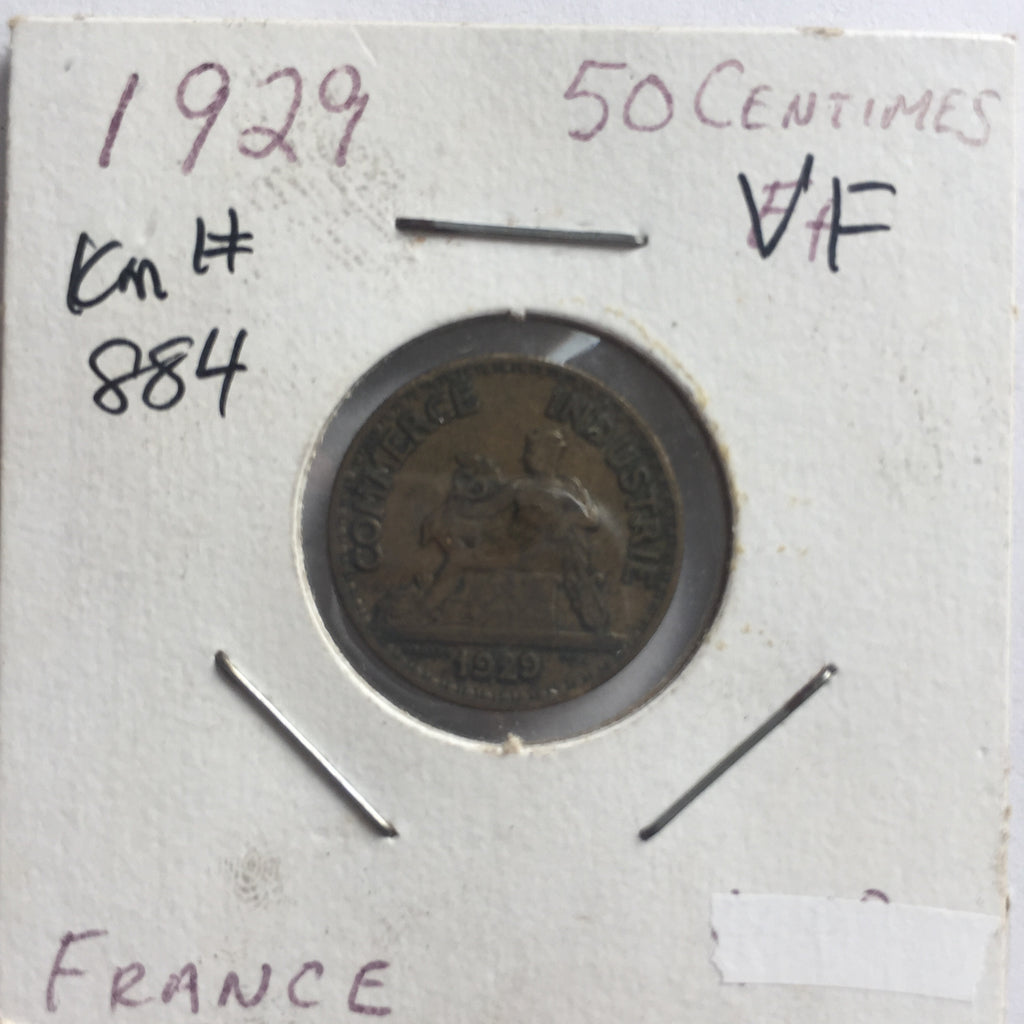 1929
50 CENTIMES
VF
Km #
884
COMMERCE INDUSTRIE
1929
FRANCE